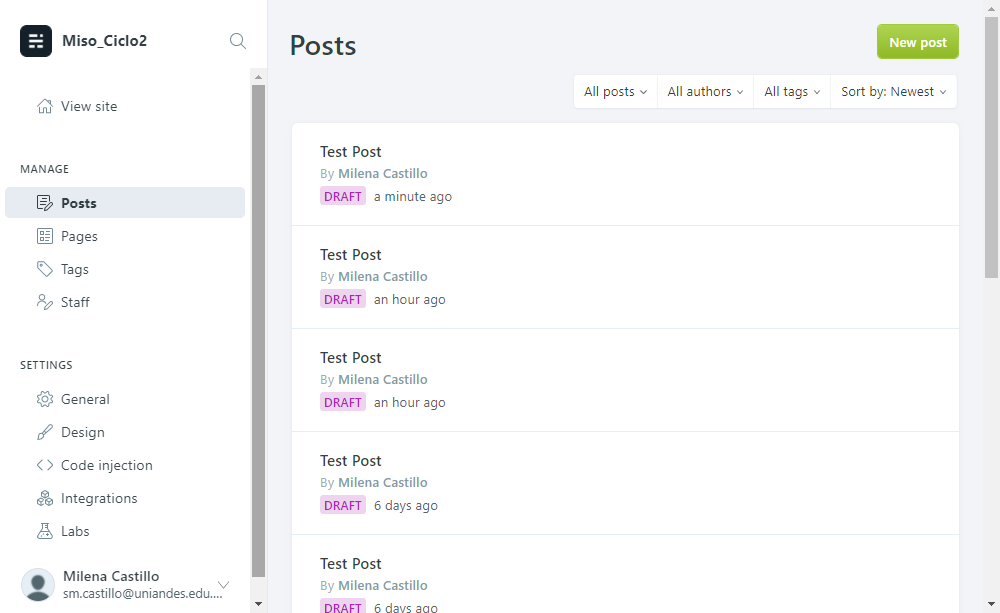 Miso_Ciclo2
View site
MANAGE
Posts
Pages
Tags
Staff
SETTINGS
General
Design
Code injection
Integrations
Labs
Milena Castillo
sm.castillo@uniandes.edu....
Posts
New post
All posts
All authors
All tags
Sort by: Newest
Test Post
By Milena Castillo
DRAFT a minute ago
Test Post
By Milena Castillo
DRAFT an hour ago
Test Post
By Milena Castillo
DRAFT an hour ago
Test Post
By Milena Castillo
DRAFT 6 days ago
Test Post
By Milena Castillo
DRAFT 6 days ago